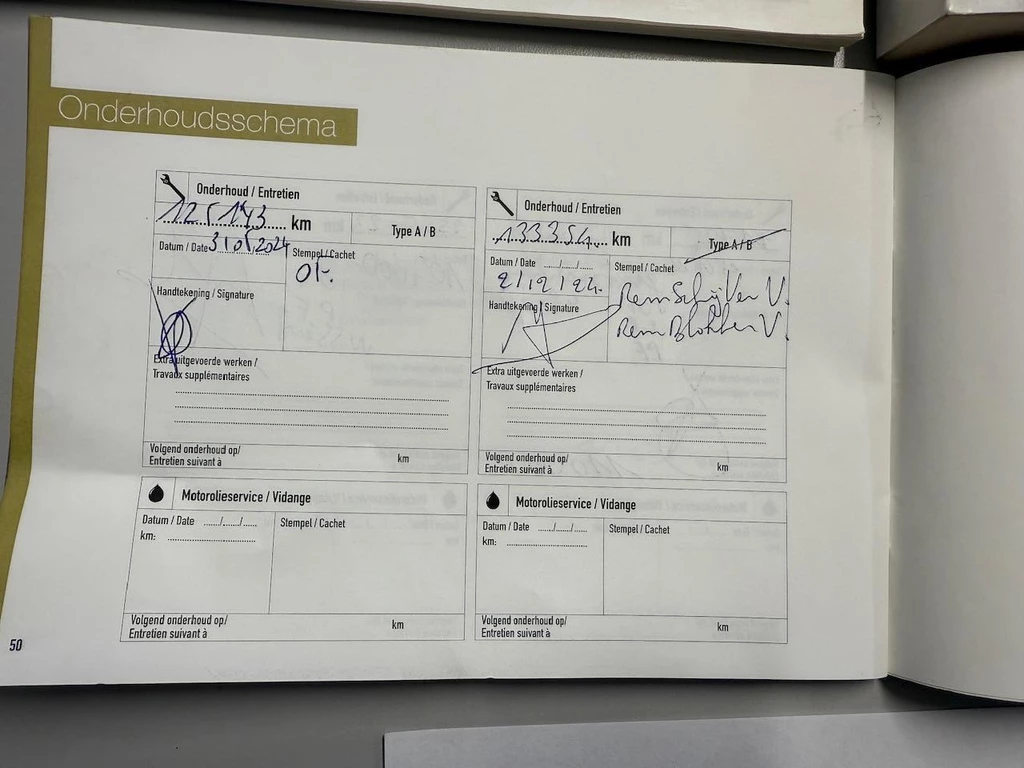 Onderhoudsschema
Onderhoud / Entretien
125143 km
Type A / B
Datum / Date 31 05 2024
Stempel / Cachet
Handtekening / Signature
Extra uitgevoerde werken /
Travaux supplémentaires
Volgend onderhoud op/
Entretien suivant à
km
Motorolieservice / Vidange
Datum / Date ....../....../......
km:
Stempel / Cachet
Volgend onderhoud op/
Entretien suivant à
km
Onderhoud / Entretien
133354 km
Type A / B
Datum / Date ....../....../......
2/12/24.
Stempel / Cachet
RemSchijVen V.
RemBlokken V.
Handtekening / Signature
Extra uitgevoerde werken /
Travaux supplémentaires
Volgend onderhoud op/
Entretien suivant à
km
Motorolieservice / Vidange
Datum / Date ....../....../......
km:
Stempel / Cachet
Volgend onderhoud op/
Entretien suivant à
km
50